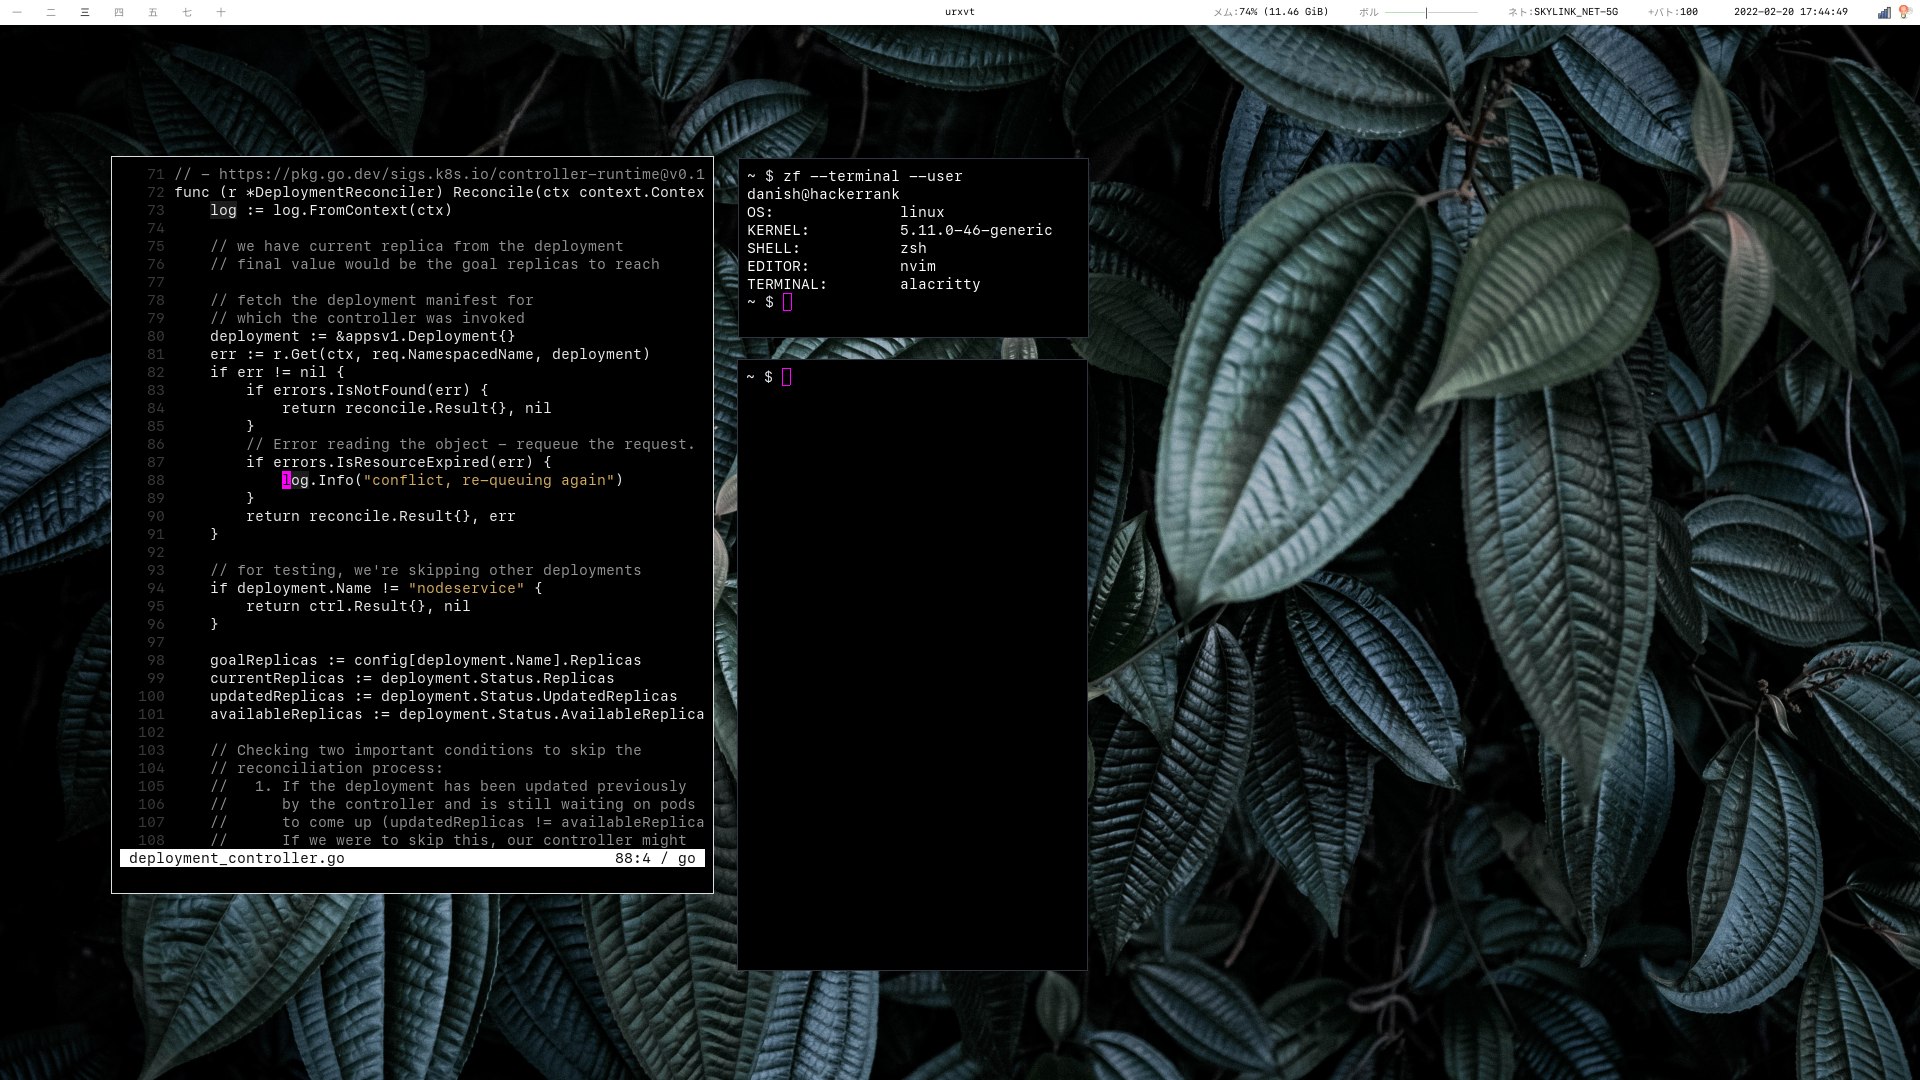 一 二 三 四 五 七 十
urxvt
メム:74% (11.46 GiB) ボル ネト:SKYLINK_NET-5G +バト:100 2022-02-20 17:44:49
71 // - https://pkg.go.dev/sigs.k8s.io/controller-runtime@v0.1
72 func (r *DeploymentReconciler) Reconcile(ctx context.Contex
73     log := log.FromContext(ctx)
74
75     // we have current replica from the deployment
76     // final value would be the goal replicas to reach
77
78     // fetch the deployment manifest for
79     // which the controller was invoked
80     deployment := &appsv1.Deployment{}
81     err := r.Get(ctx, req.NamespacedName, deployment)
82     if err != nil {
83         if errors.IsNotFound(err) {
84             return reconcile.Result{}, nil
85         }
86         // Error reading the object - requeue the request.
87         if errors.IsResourceExpired(err) {
88             log.Info("conflict, re-queuing again")
89         }
90         return reconcile.Result{}, err
91     }
92
93     // for testing, we're skipping other deployments
94     if deployment.Name != "nodeservice" {
95         return ctrl.Result{}, nil
96     }
97
98     goalReplicas := config[deployment.Name].Replicas
99     currentReplicas := deployment.Status.Replicas
100     updatedReplicas := deployment.Status.UpdatedReplicas
101     availableReplicas := deployment.Status.AvailableReplica
102
103     // Checking two important conditions to skip the
104     // reconciliation process:
105     //   1. If the deployment has been updated previously
106     //      by the controller and is still waiting on pods
107     //      to come up (updatedReplicas != availableReplica
108     //      If we were to skip this, our controller might
deployment_controller.go 88:4 / go
~ $ zf --terminal --user
danish@hackerrank
OS: linux
KERNEL: 5.11.0-46-generic
SHELL: zsh
EDITOR: nvim
TERMINAL: alacritty
~ $
~ $